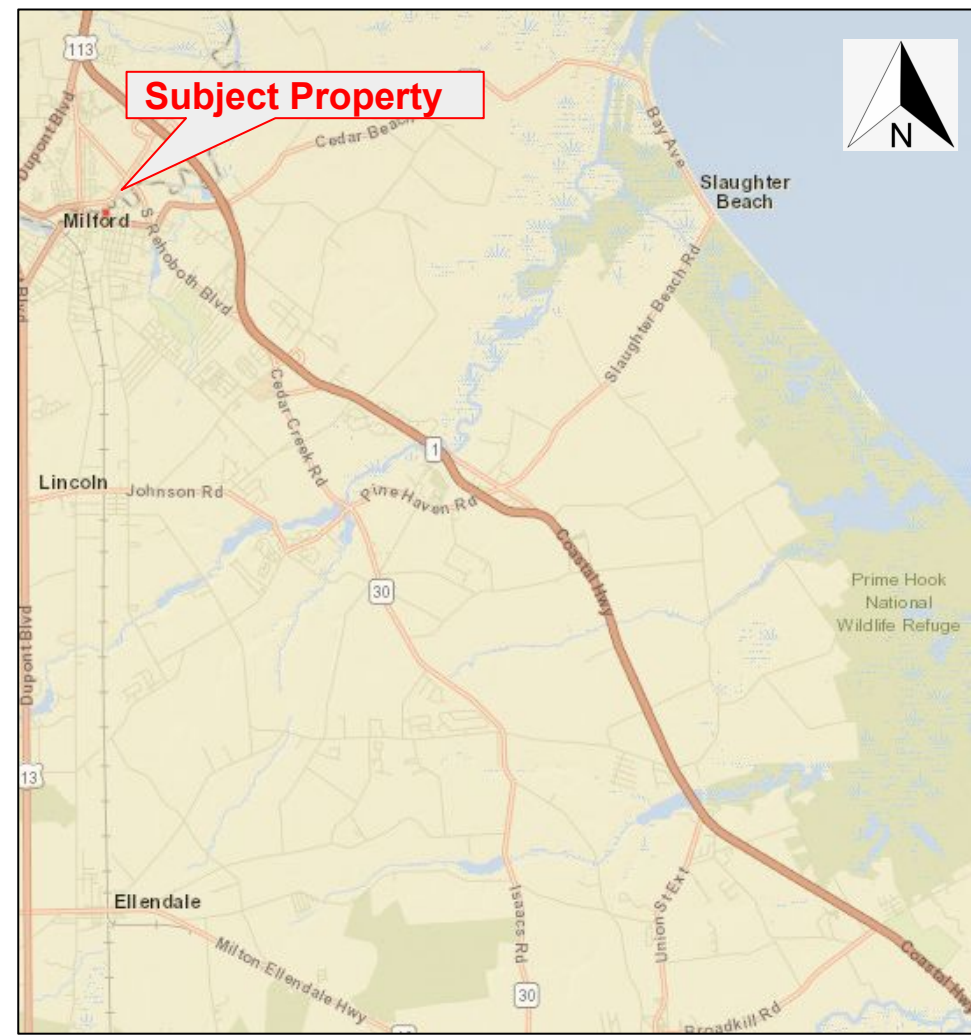 113
Subject Property
N
Dupont Blvd
Cedar Beach
Bay Ave
Slaughter
Beach
Milford
S Rehoboth Blvd
Blvd
Slaughter Beach Rd
Cedar Creek Rd
1
Lincoln
Johnson Rd
Pine Haven Rd
Coastal Hwy
Prime Hook
National
Wildlife Refuge
30
Dupont Blvd
13
Ellendale
Milton Ellendale Hwy
Isaacs Rd
Union St Ext
30
Broadkill Rd
Coastal Hwy